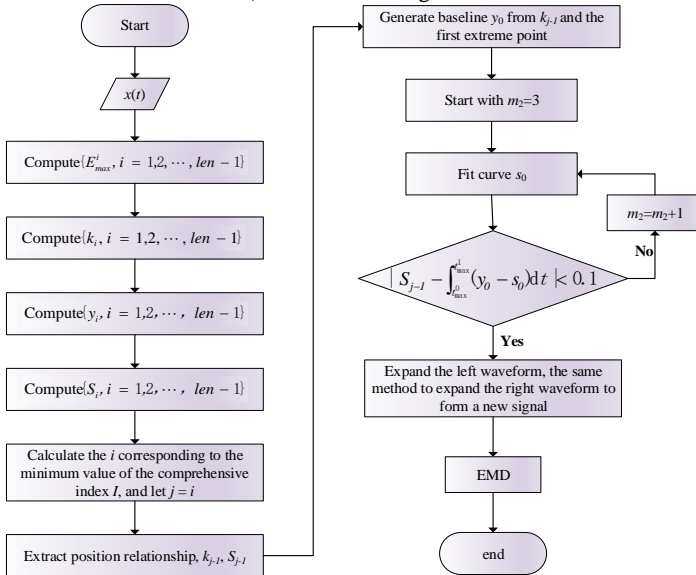 Start
x(t)
Compute{E^i_max, i = 1,2, ⋯, len − 1}
Compute{k_i, i = 1,2, ⋯, len − 1}
Compute{y_i, i = 1,2, ⋯, len − 1}
Compute{S_i, i = 1,2, ⋯, len − 1}
Calculate the i corresponding to the
minimum value of the comprehensive
index I, and let j = i
Extract position relationship, k_{j-1}, S_{j-1}
Generate baseline y_0 from k_{j-1} and the
first extreme point
Start with m_2=3
Fit curve s_0
m_2=m_2+1
No
| S_{j-1} − ∫_{t^0_max}^{t^1_max} (y_0 − s_0)dt | < 0.1
Yes
Expand the left waveform, the same
method to expand the right waveform to
form a new signal
EMD
end